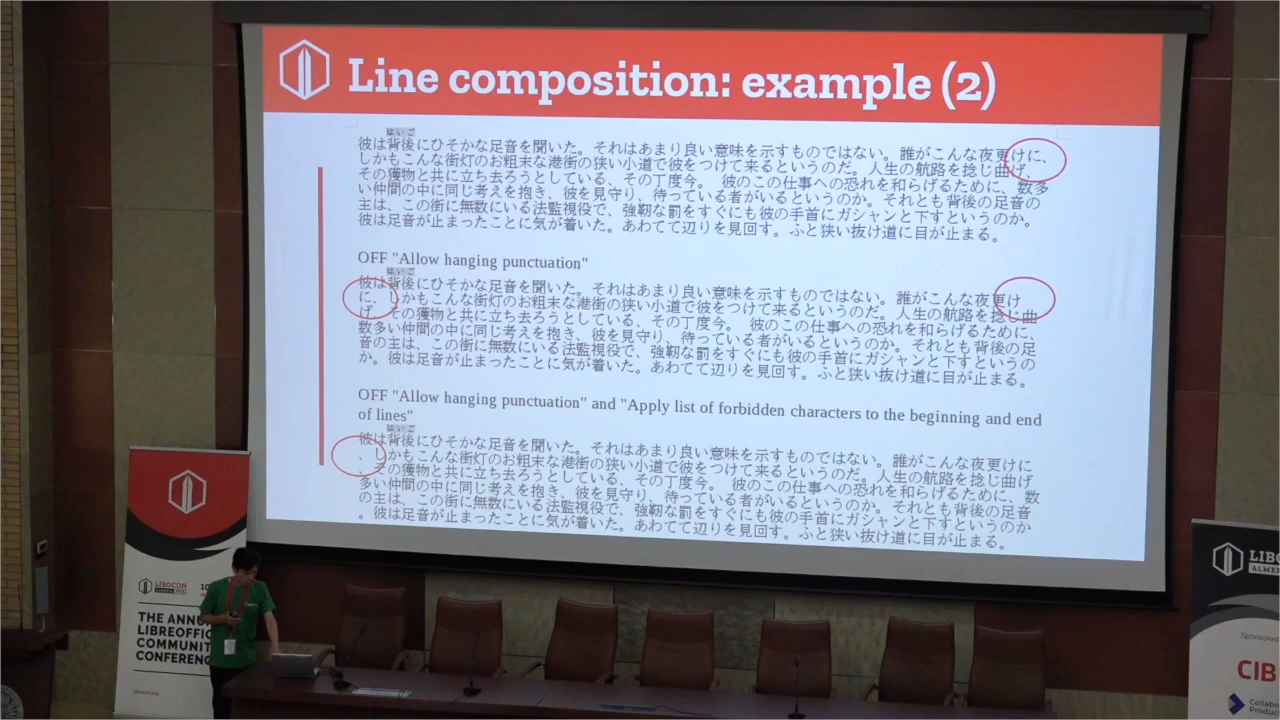 Line composition: example (2)
はいご
彼は背後にひそかな足音を聞いた。それはあまり良い意味を示すものではない。誰がこんな夜更けに、
しかもこんな街灯のお粗末な港街の狭い小道で彼をつけて来るというのだ。人生の航路を捻じ曲げ、
その獲物と共に立ち去ろうとしている、その丁度今。 彼のこの仕事への恐れを和らげるために、数多
い仲間の中に同じ考えを抱き、彼を見守り、待っている者がいるというのか。それとも背後の足音の
主は、この街に無数にいる法監視役で、強靭な罰をすぐにも彼の手首にガシャンと下すというのか。
彼は足音が止まったことに気が着いた。あわてて辺りを見回す。ふと狭い抜け道に目が止まる。
OFF "Allow hanging punctuation"
はいご
彼は背後にひそかな足音を聞いた。それはあまり良い意味を示すものではない。誰がこんな夜更け
に、しかもこんな街灯のお粗末な港街の狭い小道で彼をつけて来るというのだ。人生の航路を捻じ曲
げ、その獲物と共に立ち去ろうとしている、その丁度今。 彼のこの仕事への恐れを和らげるために、
数多い仲間の中に同じ考えを抱き、彼を見守り、待っている者がいるというのか。それとも背後の足
音の主は、この街に無数にいる法監視役で、強靭な罰をすぐにも彼の手首にガシャンと下すというの
か。彼は足音が止まったことに気が着いた。あわてて辺りを見回す。ふと狭い抜け道に目が止まる。
OFF "Allow hanging punctuation" and "Apply list of forbidden characters to the beginning and end
of lines"
はいご
彼は背後にひそかな足音を聞いた。それはあまり良い意味を示すものではない。誰がこんな夜更けに
、しかもこんな街灯のお粗末な港街の狭い小道で彼をつけて来るというのだ。人生の航路を捻じ曲げ
、その獲物と共に立ち去ろうとしている、その丁度今。 彼のこの仕事への恐れを和らげるために、数
多い仲間の中に同じ考えを抱き、彼を見守り、待っている者がいるというのか。それとも背後の足音
の主は、この街に無数にいる法監視役で、強靭な罰をすぐにも彼の手首にガシャンと下すというのか
。彼は足音が止まったことに気が着いた。あわてて辺りを見回す。ふと狭い抜け道に目が止まる。
LIBOCON
THE ANNU
LIBREOFFIC
COMMUNIT
CONFERENC
LIBO
ALMER
Sponsored
CIB
Collabo
Produc